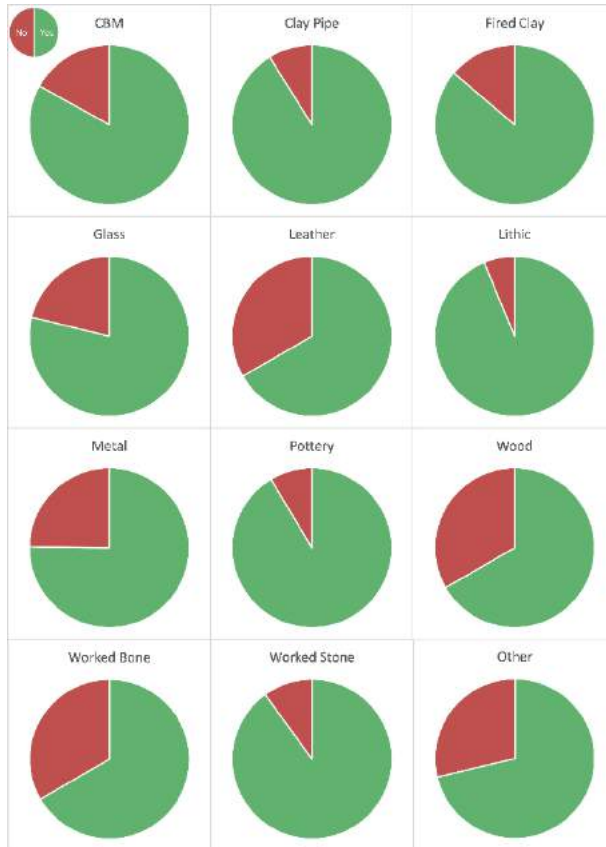 No Yes
CBM
Clay Pipe
Fired Clay
Glass
Leather
Lithic
Metal
Pottery
Wood
Worked Bone
Worked Stone
Other